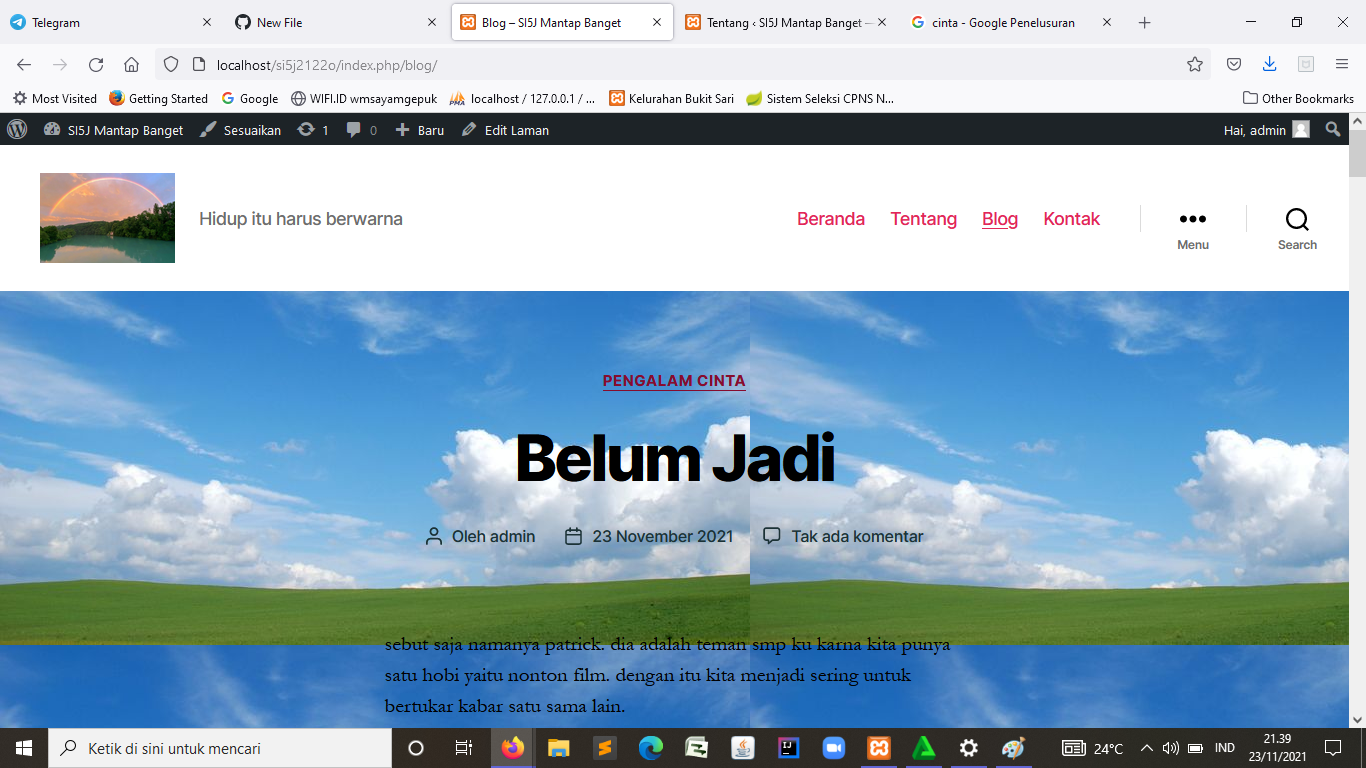 Telegram
New File
Blog – SI5J Mantap Banget
Tentang ‹ SI5J Mantap Banget —
cinta - Google Penelusuran
localhost/si5j2122o/index.php/blog/
Most Visited
Getting Started
Google
WIFI.ID wmsayamgepuk
localhost / 127.0.0.1 / ...
Kelurahan Bukit Sari
Sistem Seleksi CPNS N...
Other Bookmarks
SI5J Mantap Banget
Sesuaikan
1
0
Baru
Edit Laman
Hai, admin
Hidup itu harus berwarna
Beranda
Tentang
Blog
Kontak
Menu
Search
PENGALAM CINTA
Belum Jadi
Oleh admin
23 November 2021
Tak ada komentar
sebut saja namanya patrick. dia adalah teman smp ku karna kita punya
satu hobi yaitu nonton film. dengan itu kita menjadi sering untuk
bertukar kabar satu sama lain.
Ketik di sini untuk mencari
24°C
IND
21.39
23/11/2021